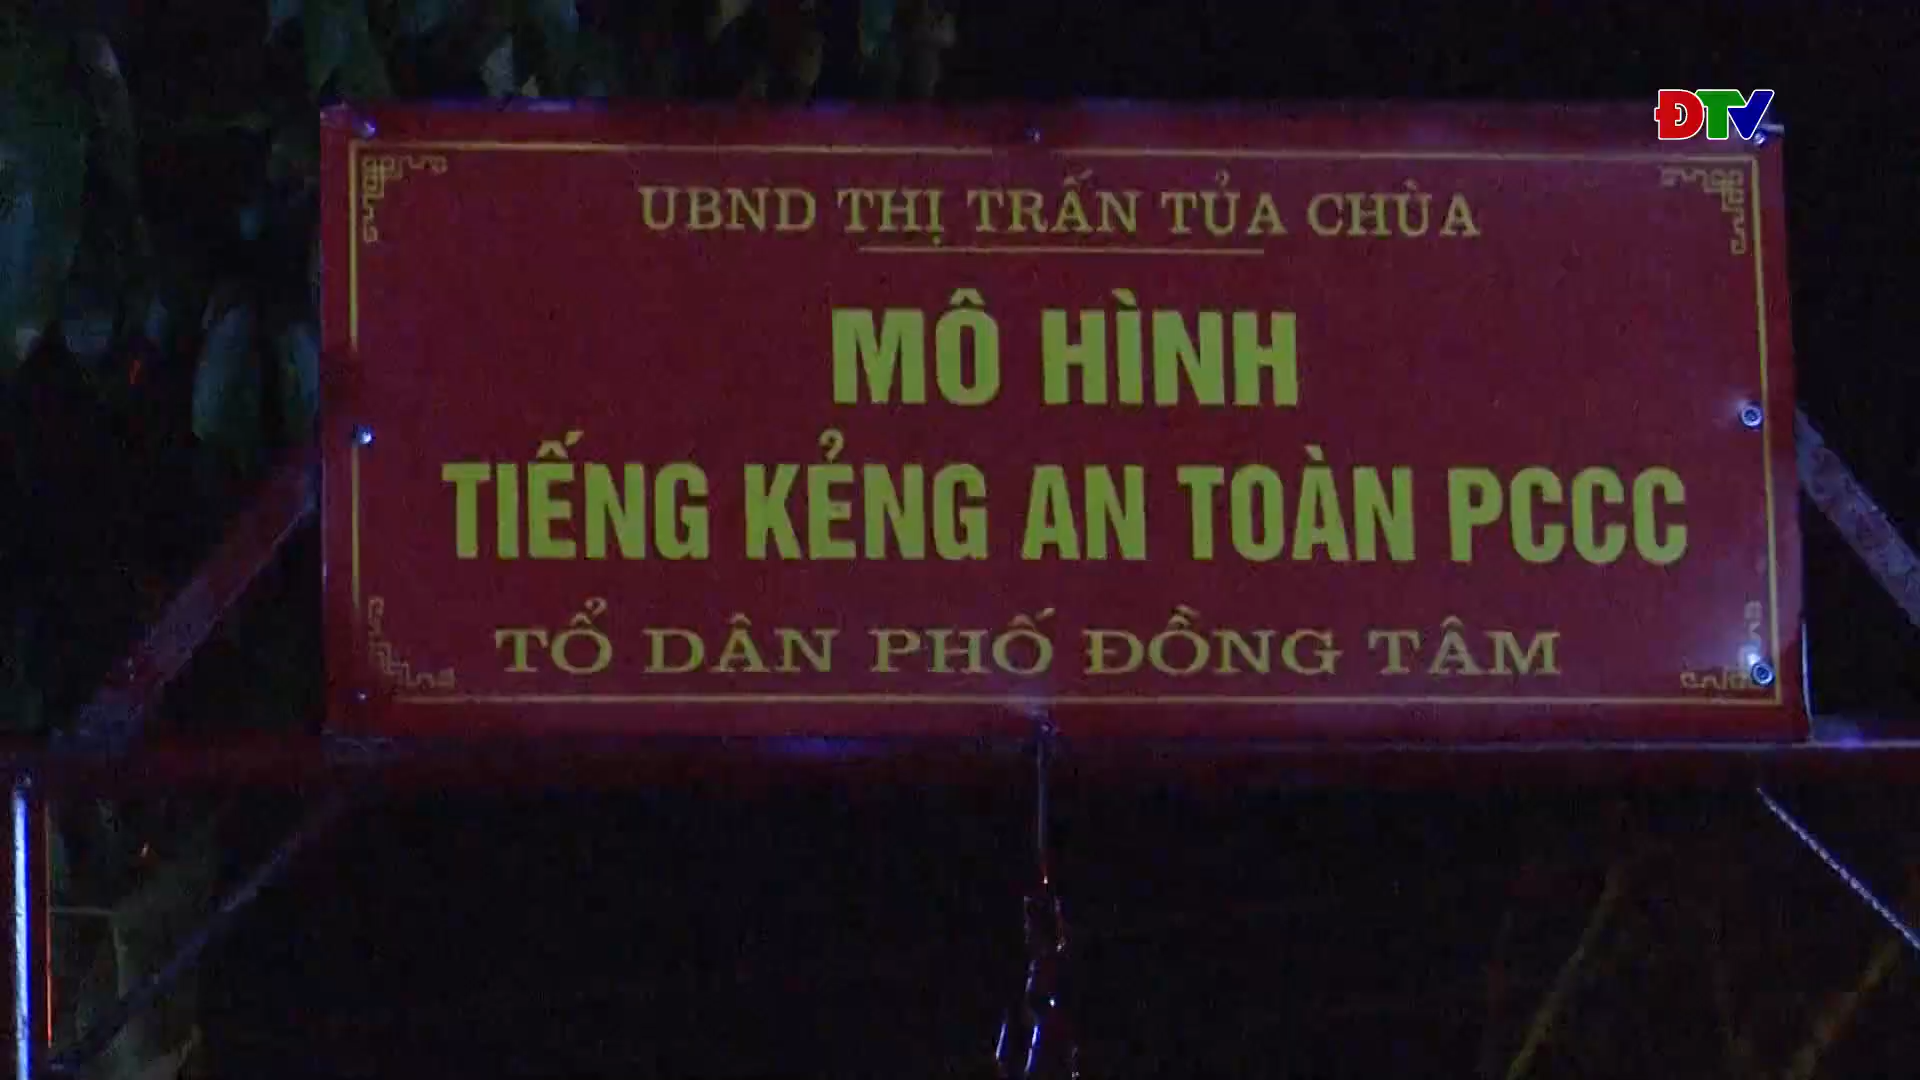 ĐTV
UBND THỊ TRẤN TỦA CHÙA
MÔ HÌNH
TIẾNG KẺNG AN TOÀN PCCC
TỔ DÂN PHỐ ĐỒNG TÂM